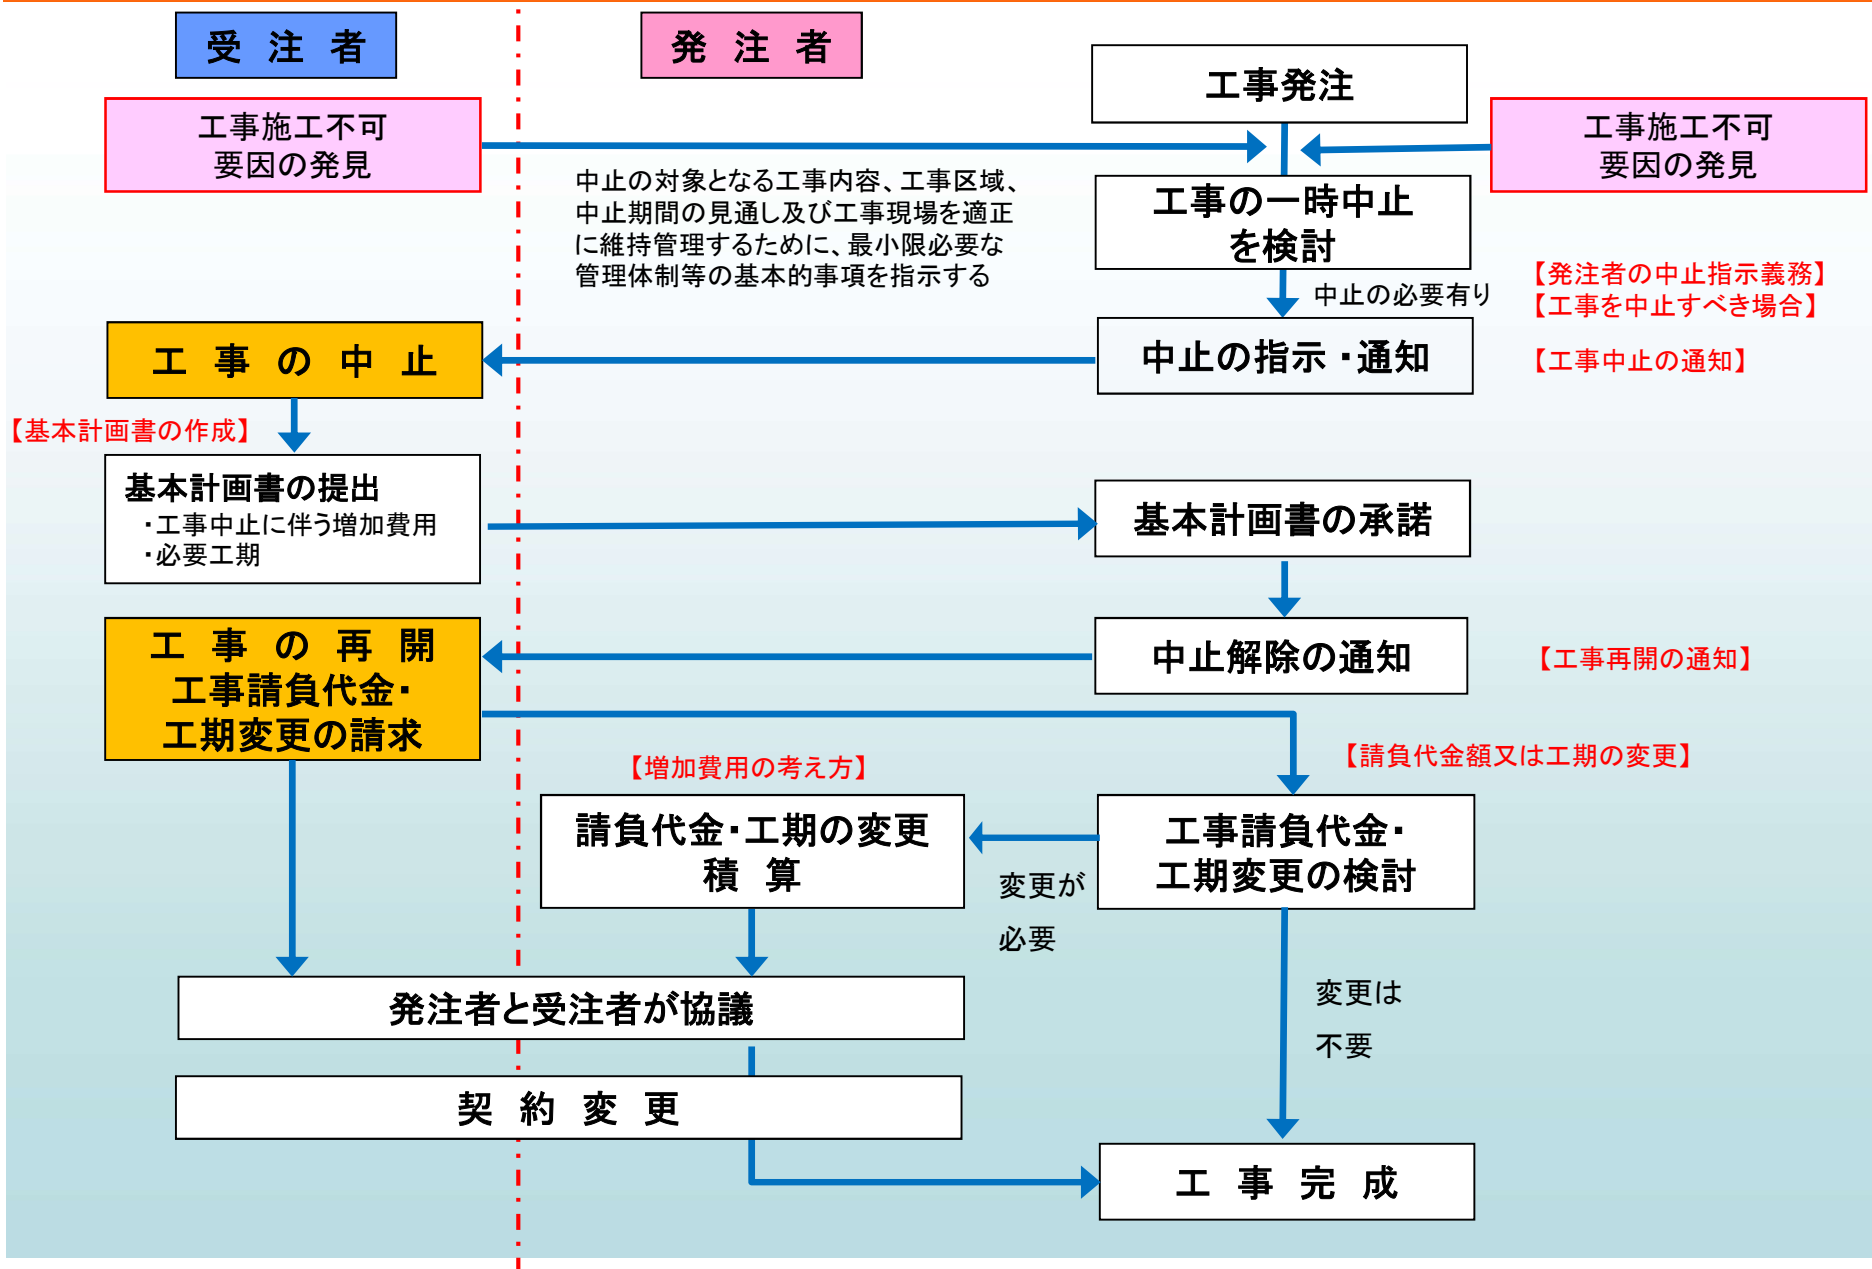 受 注 者
発 注 者
工事発注
工事施工不可
要因の発見
工事施工不可
要因の発見
中止の対象となる工事内容、工事区域、
中止期間の見通し及び工事現場を適正
に維持管理するために、最小限必要な
管理体制等の基本的事項を指示する
工事の一時中止
を検討
中止の必要有り
【発注者の中止指示義務】
【工事を中止すべき場合】
工 事 の 中 止
中止の指示・通知
【工事中止の通知】
【基本計画書の作成】
基本計画書の提出
・工事中止に伴う増加費用
・必要工期
基本計画書の承諾
工 事 の 再 開
工事請負代金・
工期変更の請求
中止解除の通知
【工事再開の通知】
【増加費用の考え方】
【請負代金額又は工期の変更】
請負代金・工期の変更
積 算
変更が
必要
工事請負代金・
工期変更の検討
変更は
不要
発注者と受注者が協議
契 約 変 更
工 事 完 成